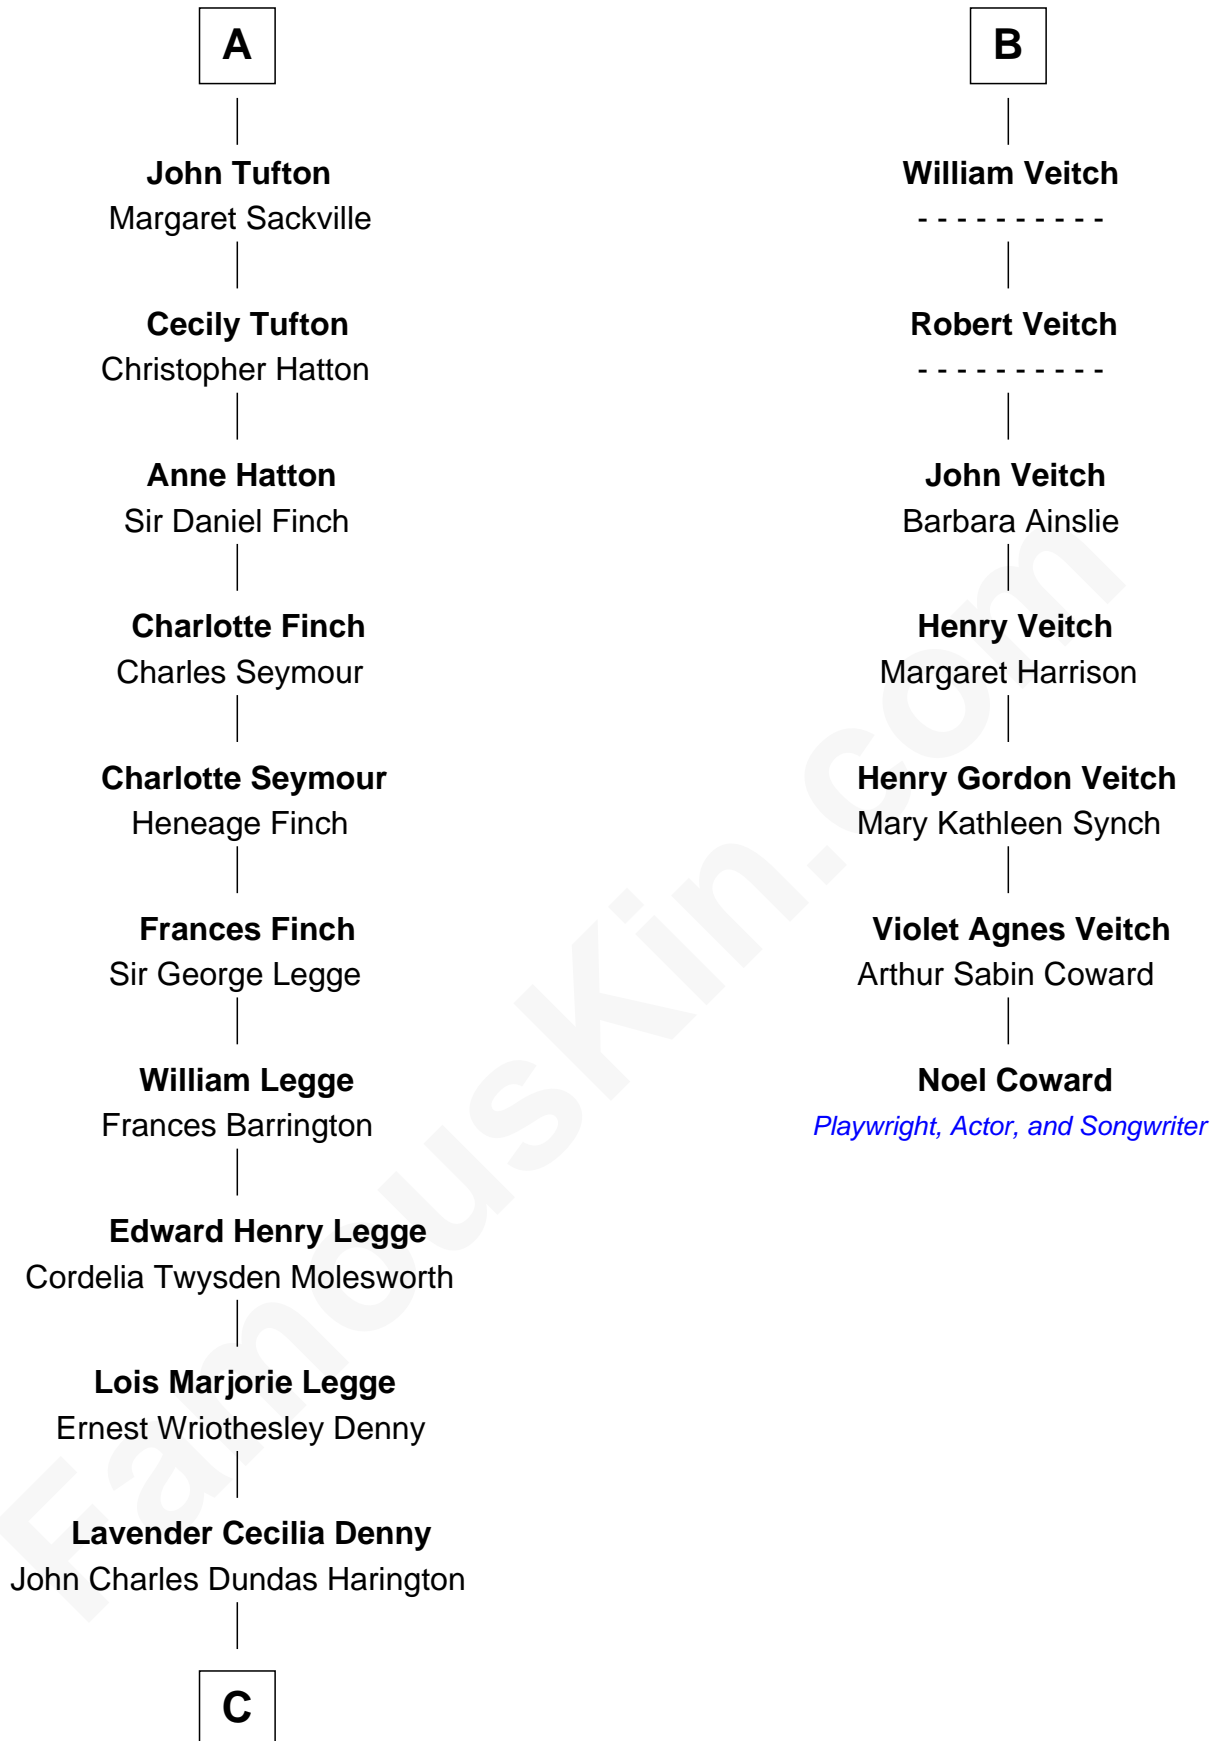 A
John Tufton
Margaret Sackville
Cecily Tufton
Christopher Hatton
Anne Hatton
Sir Daniel Finch
Charlotte Finch
Charles Seymour
Charlotte Seymour
Heneage Finch
Frances Finch
Sir George Legge
William Legge
Frances Barrington
Edward Henry Legge
Cordelia Twysden Molesworth
Lois Marjorie Legge
Ernest Wriothesley Denny
Lavender Cecilia Denny
John Charles Dundas Harington
C
B
William Veitch
- - - - - - - - - -
Robert Veitch
- - - - - - - - - -
John Veitch
Barbara Ainslie
Henry Veitch
Margaret Harrison
Henry Gordon Veitch
Mary Kathleen Synch
Violet Agnes Veitch
Arthur Sabin Coward
Noel Coward
Playwright, Actor, and Songwriter
FamousKin.com